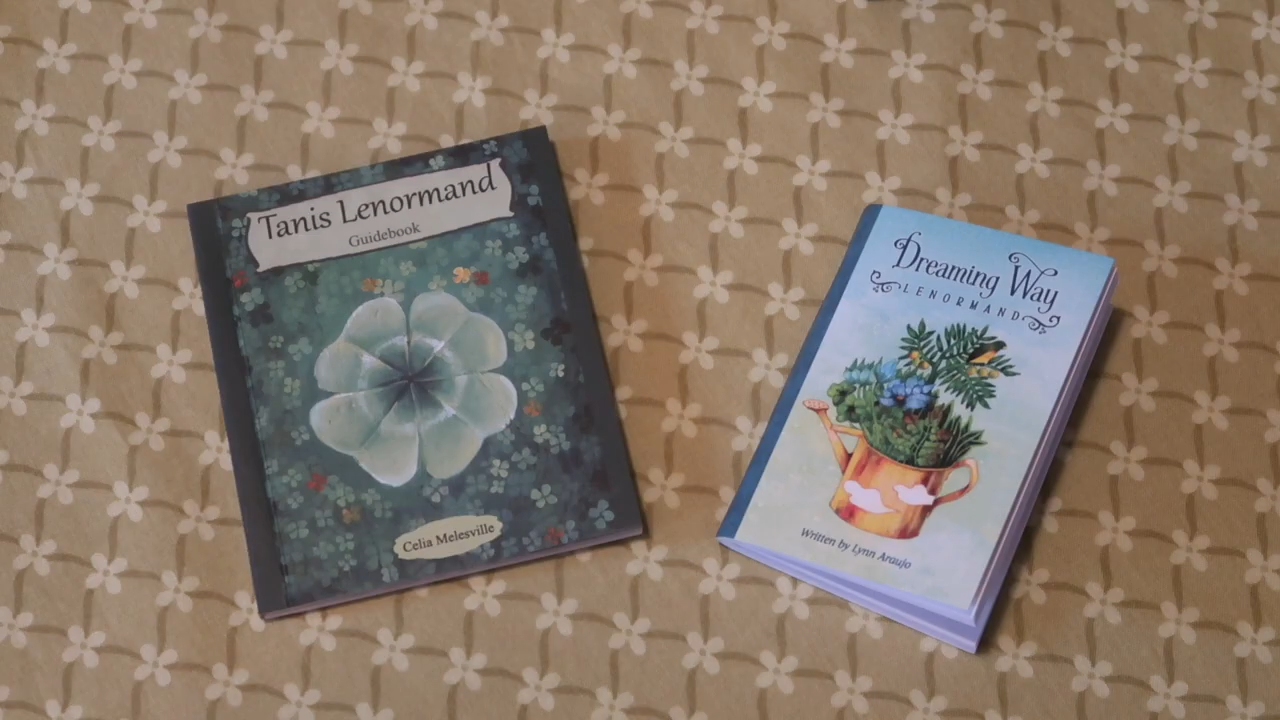 Tanis Lenormand
Guidebook
Celia Melesville
Dreaming Way
LENORMAND
Written by Lynn Araujo